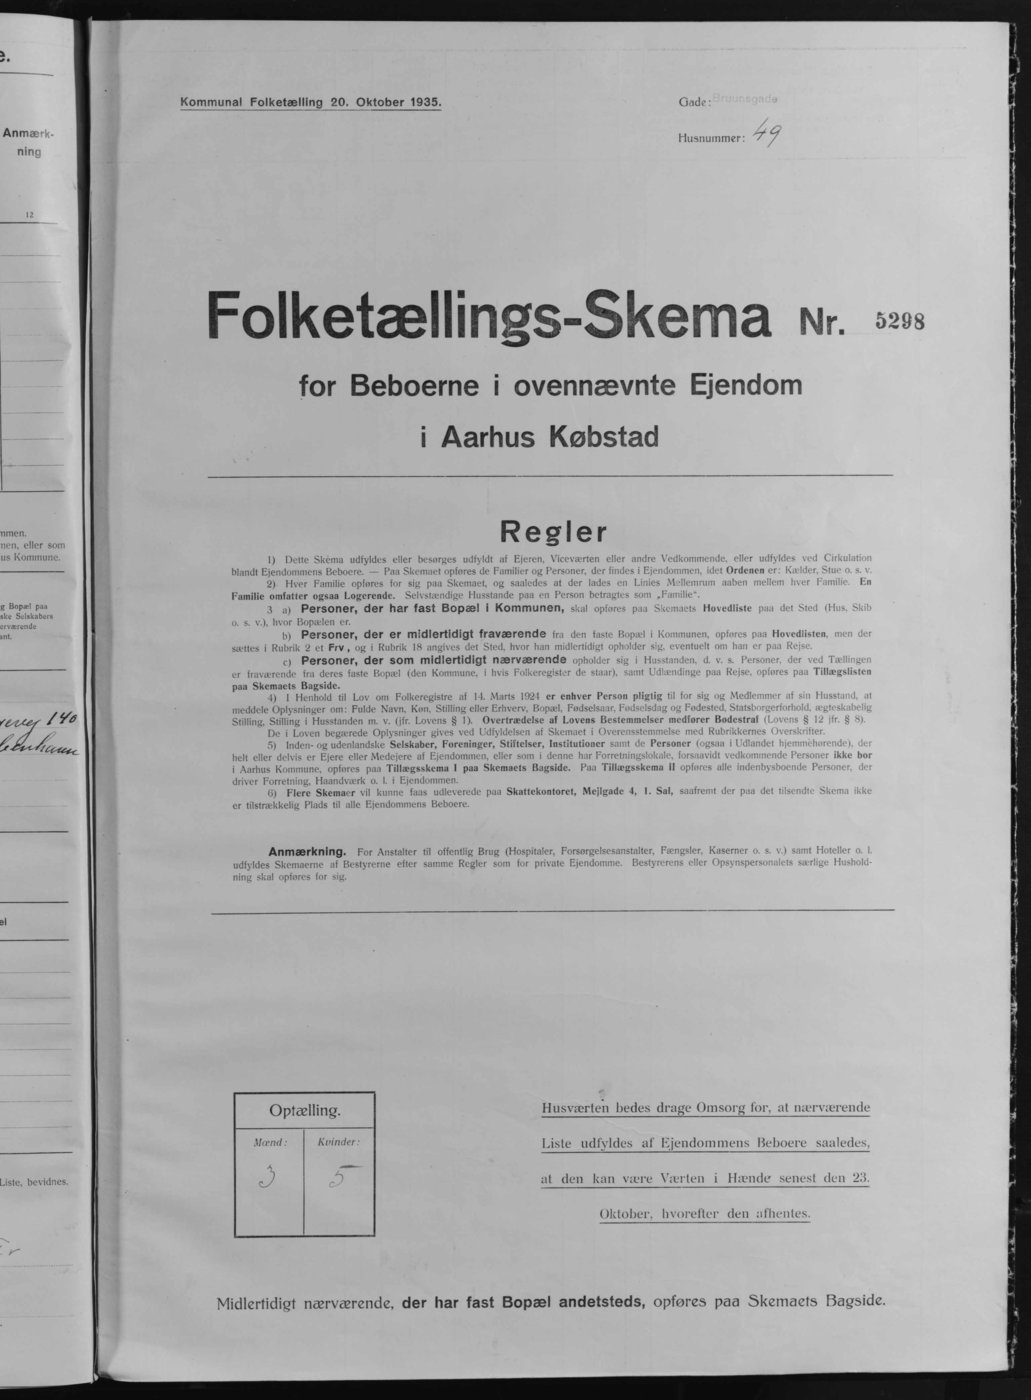 e.
Anmærk-
ning
12
mmen.
nen, eller som
us Kommune.
g Bopæl paa
ske Selskabers
erværende
ant.
140
el
Liste, bevidnes.
Kommunal Folketælling 20. Oktober 1935.
Gade: Bruunsgade
Husnummer: 49
Folketællings-Skema Nr. 5298
for Beboerne i ovennævnte Ejendom
i Aarhus Købstad
Regler
1) Dette Skema udfyldes eller besørges udfyldt af Ejeren, Viceværten eller andre Vedkommende, eller udfyldes ved Cirkulation
blandt Ejendommens Beboere. — Paa Skemaet opføres de Familier og Personer, der findes i Ejendommen, idet Ordenen er: Kælder, Stue o. s. v.
2) Hver Familie opføres for sig paa Skemaet, og saaledes at der lades en Linies Mellemrum aaben mellem hver Familie. En
Familie omfatter ogsaa Logerende. Selvstændige Husstande paa en Person betragtes som „Familie“.
3 a) Personer, der har fast Bopæl i Kommunen, skal opføres paa Skemaets Hovedliste paa det Sted (Hus, Skib
o. s. v.), hvor Bopælen er.
b) Personer, der er midlertidigt fraværende fra den faste Bopæl i Kommunen, opføres paa Hovedlisten, men der
sættes i Rubrik 2 et Frv., og i Rubrik 18 angives det Sted, hvor han midlertidigt opholder sig, eventuelt om han er paa Rejse.
c) Personer, der som midlertidigt nærværende opholder sig i Husstanden, d. v. s. Personer, der ved Tællingen
er fraværende fra deres faste Bopæl (den Kommune, i hvis Folkeregister de staar), samt Udlændinge paa Rejse, opføres paa Tillægslisten
paa Skemaets Bagside.
4) I Henhold til Lov om Folkeregistre af 14. Marts 1924 er enhver Person pligtig til for sig og Medlemmer af sin Husstand, at
meddele Oplysninger om: Fulde Navn, Køn, Stilling eller Erhverv, Bopæl, Fødselsaar, Fødselsdag og Fødested, Statsborgerforhold, ægteskabelig
Stilling, Stilling i Husstanden m. v. (jfr. Lovens § 1). Overtrædelse af Lovens Bestemmelser medfører Bødestraf (Lovens § 12 jfr. § 8).
De i Loven begærede Oplysninger gives ved Udfyldelsen af Skemaet i Overensstemmelse med Rubrikkernes Overskrifter.
5) Inden- og udenlandske Selskaber, Foreninger, Stiftelser, Institutioner samt de Personer (ogsaa i Udlandet hjemmehørende), der
helt eller delvis er Ejere eller Medejere af Ejendommen, eller som i denne har Forretningslokale, forsaavidt vedkommende Personer ikke bor
i Aarhus Kommune, opføres paa Tillægsskema I paa Skemaets Bagside. Paa Tillægsskema II opføres alle indenbysboende Personer, der
driver Forretning, Haandværk o. l. i Ejendommen.
6) Flere Skemaer vil kunne faas udleverede paa Skattekontoret, Mejlgade 4, 1. Sal, saafremt der paa det tilsendte Skema ikke
er tilstrækkelig Plads til alle Ejendommens Beboere.
Anmærkning. For Anstalter til offentlig Brug (Hospitaler, Forsørgelsesanstalter, Fængsler, Kaserner o. s. v.) samt Hoteller o. l.
udfyldes Skemaerne af Bestyrerne efter samme Regler som for private Ejendomme. Bestyrerens eller Opsynspersonalets særlige Hushold-
ning skal opføres for sig.
Optælling.
Mænd: Kvinder:
3 5
Husværten bedes drage Omsorg for, at nærværende
Liste udfyldes af Ejendommens Beboere saaledes,
at den kan være Værten i Hænde senest den 23.
Oktober, hvorefter den afhentes.
Midlertidigt nærværende, der har fast Bopæl andetsteds, opføres paa Skemaets Bagside.